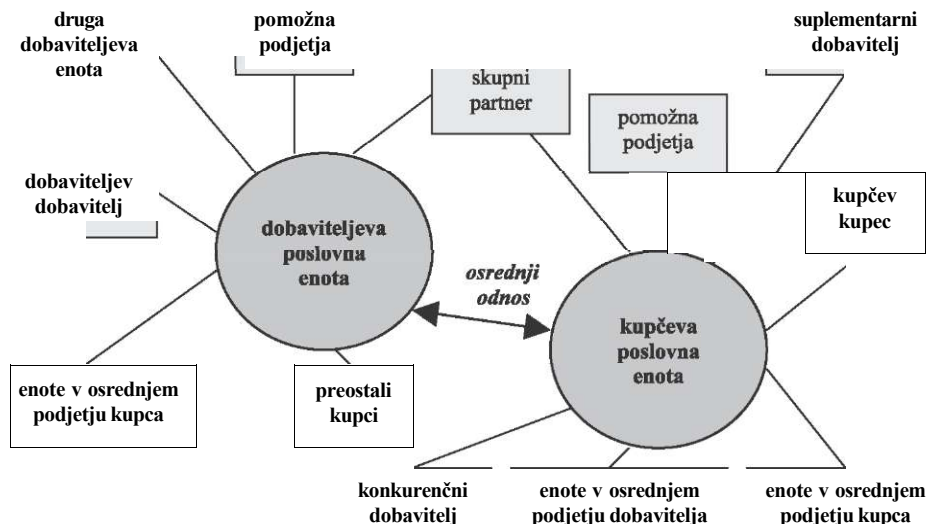 druga
dobaviteljeva
enota
pomožna
podjetja
suplementarni
dobavitelj
skupni
partner
pomožna
podjetja
dobaviteljev
dobavitelj
kupčev
kupec
dobaviteljeva
poslovna
enota
osrednji
odnos
kupčeva
poslovna
enota
enote v osrednjem
podjetju kupca
preostali
kupci
konkurenčni
dobavitelj
enote v osrednjem
podjetju dobavitelja
enote v osrednjem
podjetju kupca